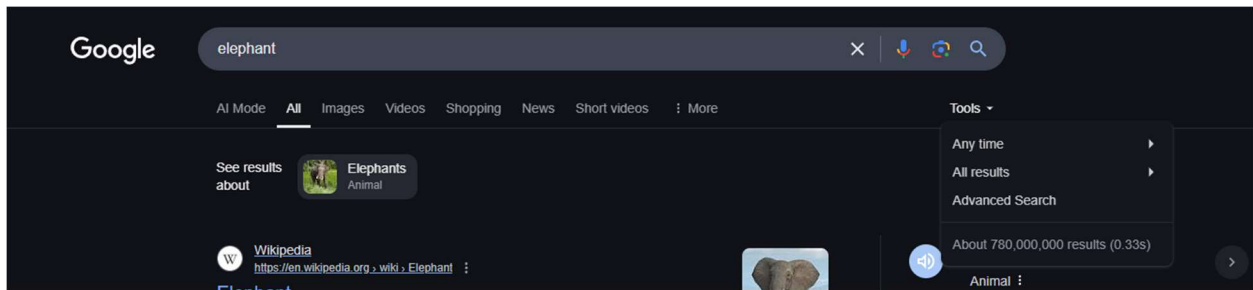 Google
elephant
AI Mode All Images Videos Shopping News Short videos More
Tools
Any time
All results
Advanced Search
About 780,000,000 results (0.33s)
See results
about
Elephants
Animal
W
Wikipedia
https://en.wikipedia.org › wiki › Elephant
Elephant
Animal